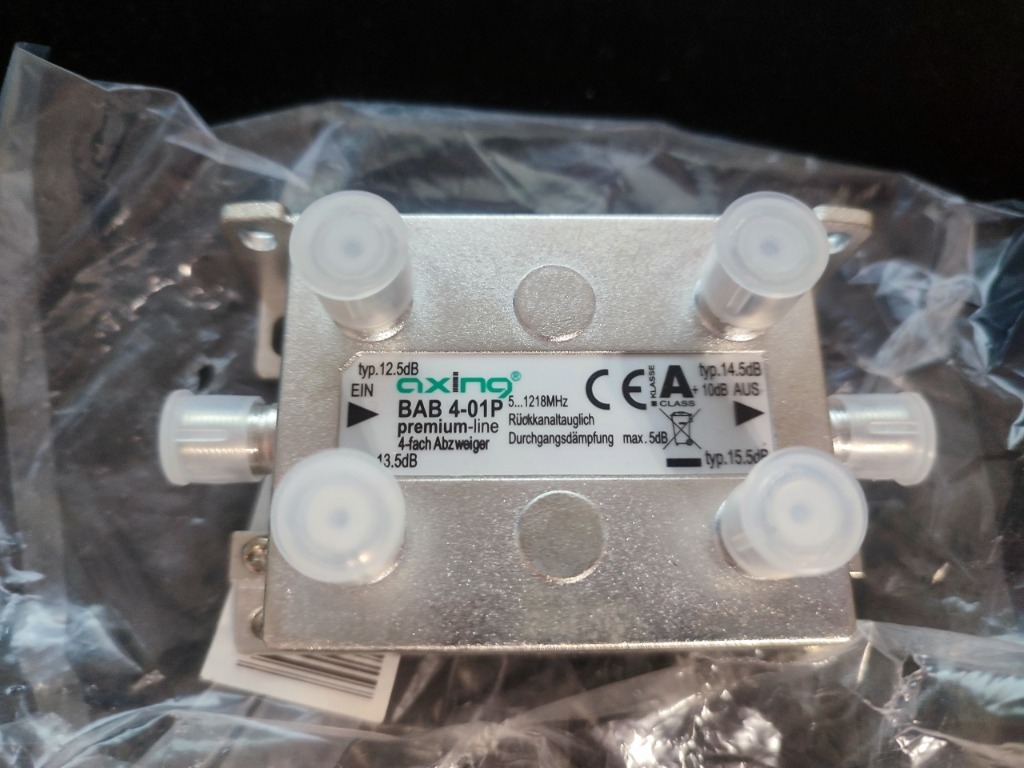 typ.12.5dB
EIN
axing®
BAB 4-01P
premium-line
4-fach Abzweiger
13.5dB
5...1218MHz
Rückkanaltauglich
Durchgangsdämpfung max. 5dB
CE
KLASSE
A
CLASS
+ 10dB
typ.14.5dB
AUS
typ.15.5dB